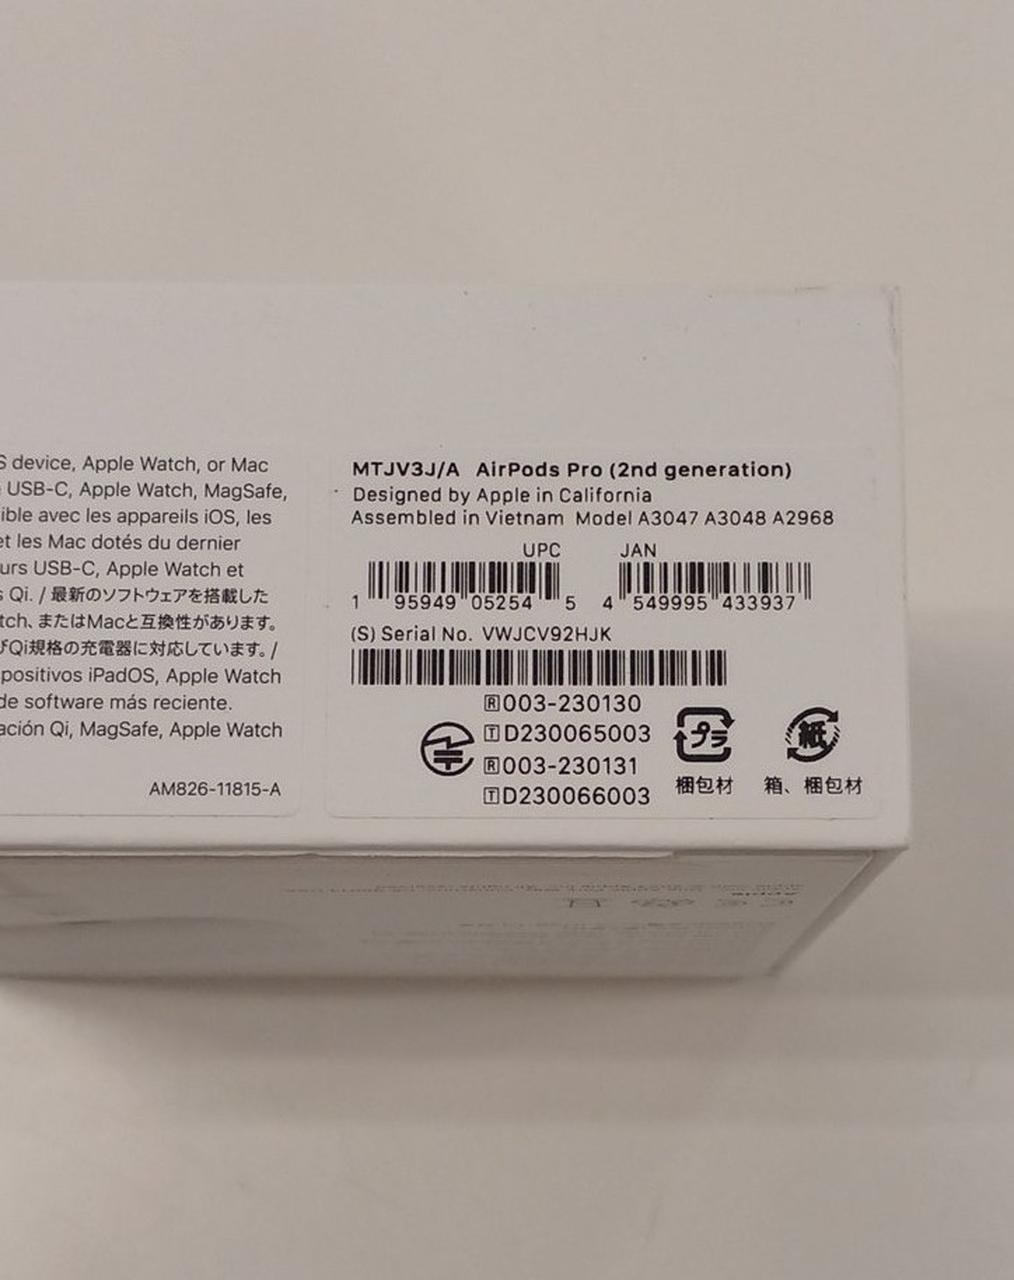 S device, Apple Watch, or Mac
USB-C, Apple Watch, MagSafe,
ible avec les appareils iOS, les
et les Mac dotés du dernier
urs USB-C, Apple Watch et
s Qi. / 最新のソフトウェアを搭載した
tch、またはMacと互換性があります。
びQi規格の充電器に対応しています。/
positivos iPadOS, Apple Watch
de software más reciente.
ación Qi, MagSafe, Apple Watch
AM826-11815-A
MTJV3J/A AirPods Pro (2nd generation)
Designed by Apple in California
Assembled in Vietnam Model A3047 A3048 A2968
UPC JAN
1 95949 05254 5 4 549995 433937
(S) Serial No. VWJCV92HJK
R 003-230130
T D230065003
R 003-230131
T D230066003
プラ 紙
梱包材 箱、梱包材